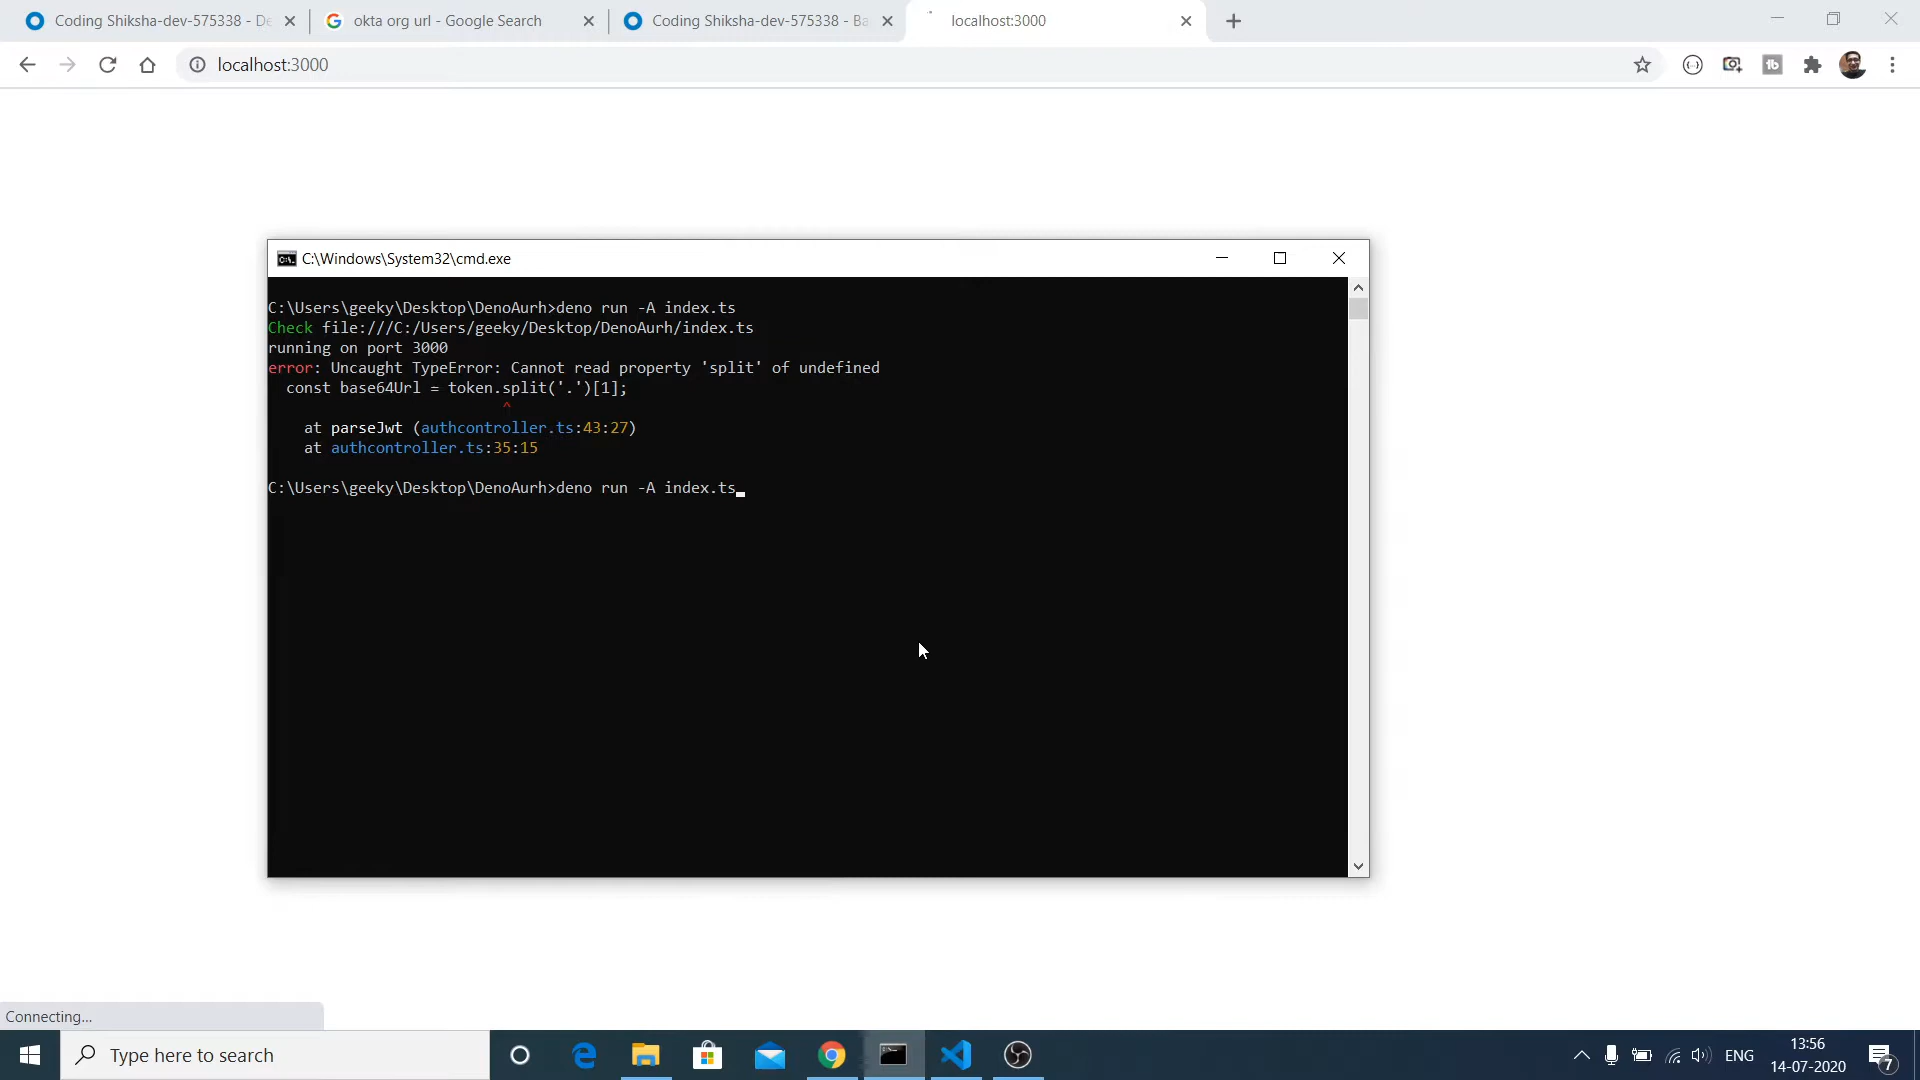 Coding Shiksha-dev-575338 - De
okta org url - Google Search
Coding Shiksha-dev-575338 - Ba
localhost:3000
localhost:3000
C:\Windows\System32\cmd.exe
C:\Users\geeky\Desktop\DenoAurh>deno run -A index.ts
Check file:///C:/Users/geeky/Desktop/DenoAurh/index.ts
running on port 3000
error: Uncaught TypeError: Cannot read property 'split' of undefined
const base64Url = token.split('.')[1];
^
at parseJwt (authcontroller.ts:43:27)
at authcontroller.ts:35:15
C:\Users\geeky\Desktop\DenoAurh>deno run -A index.ts
Connecting...
Type here to search
ENG
13:56
14-07-2020
7